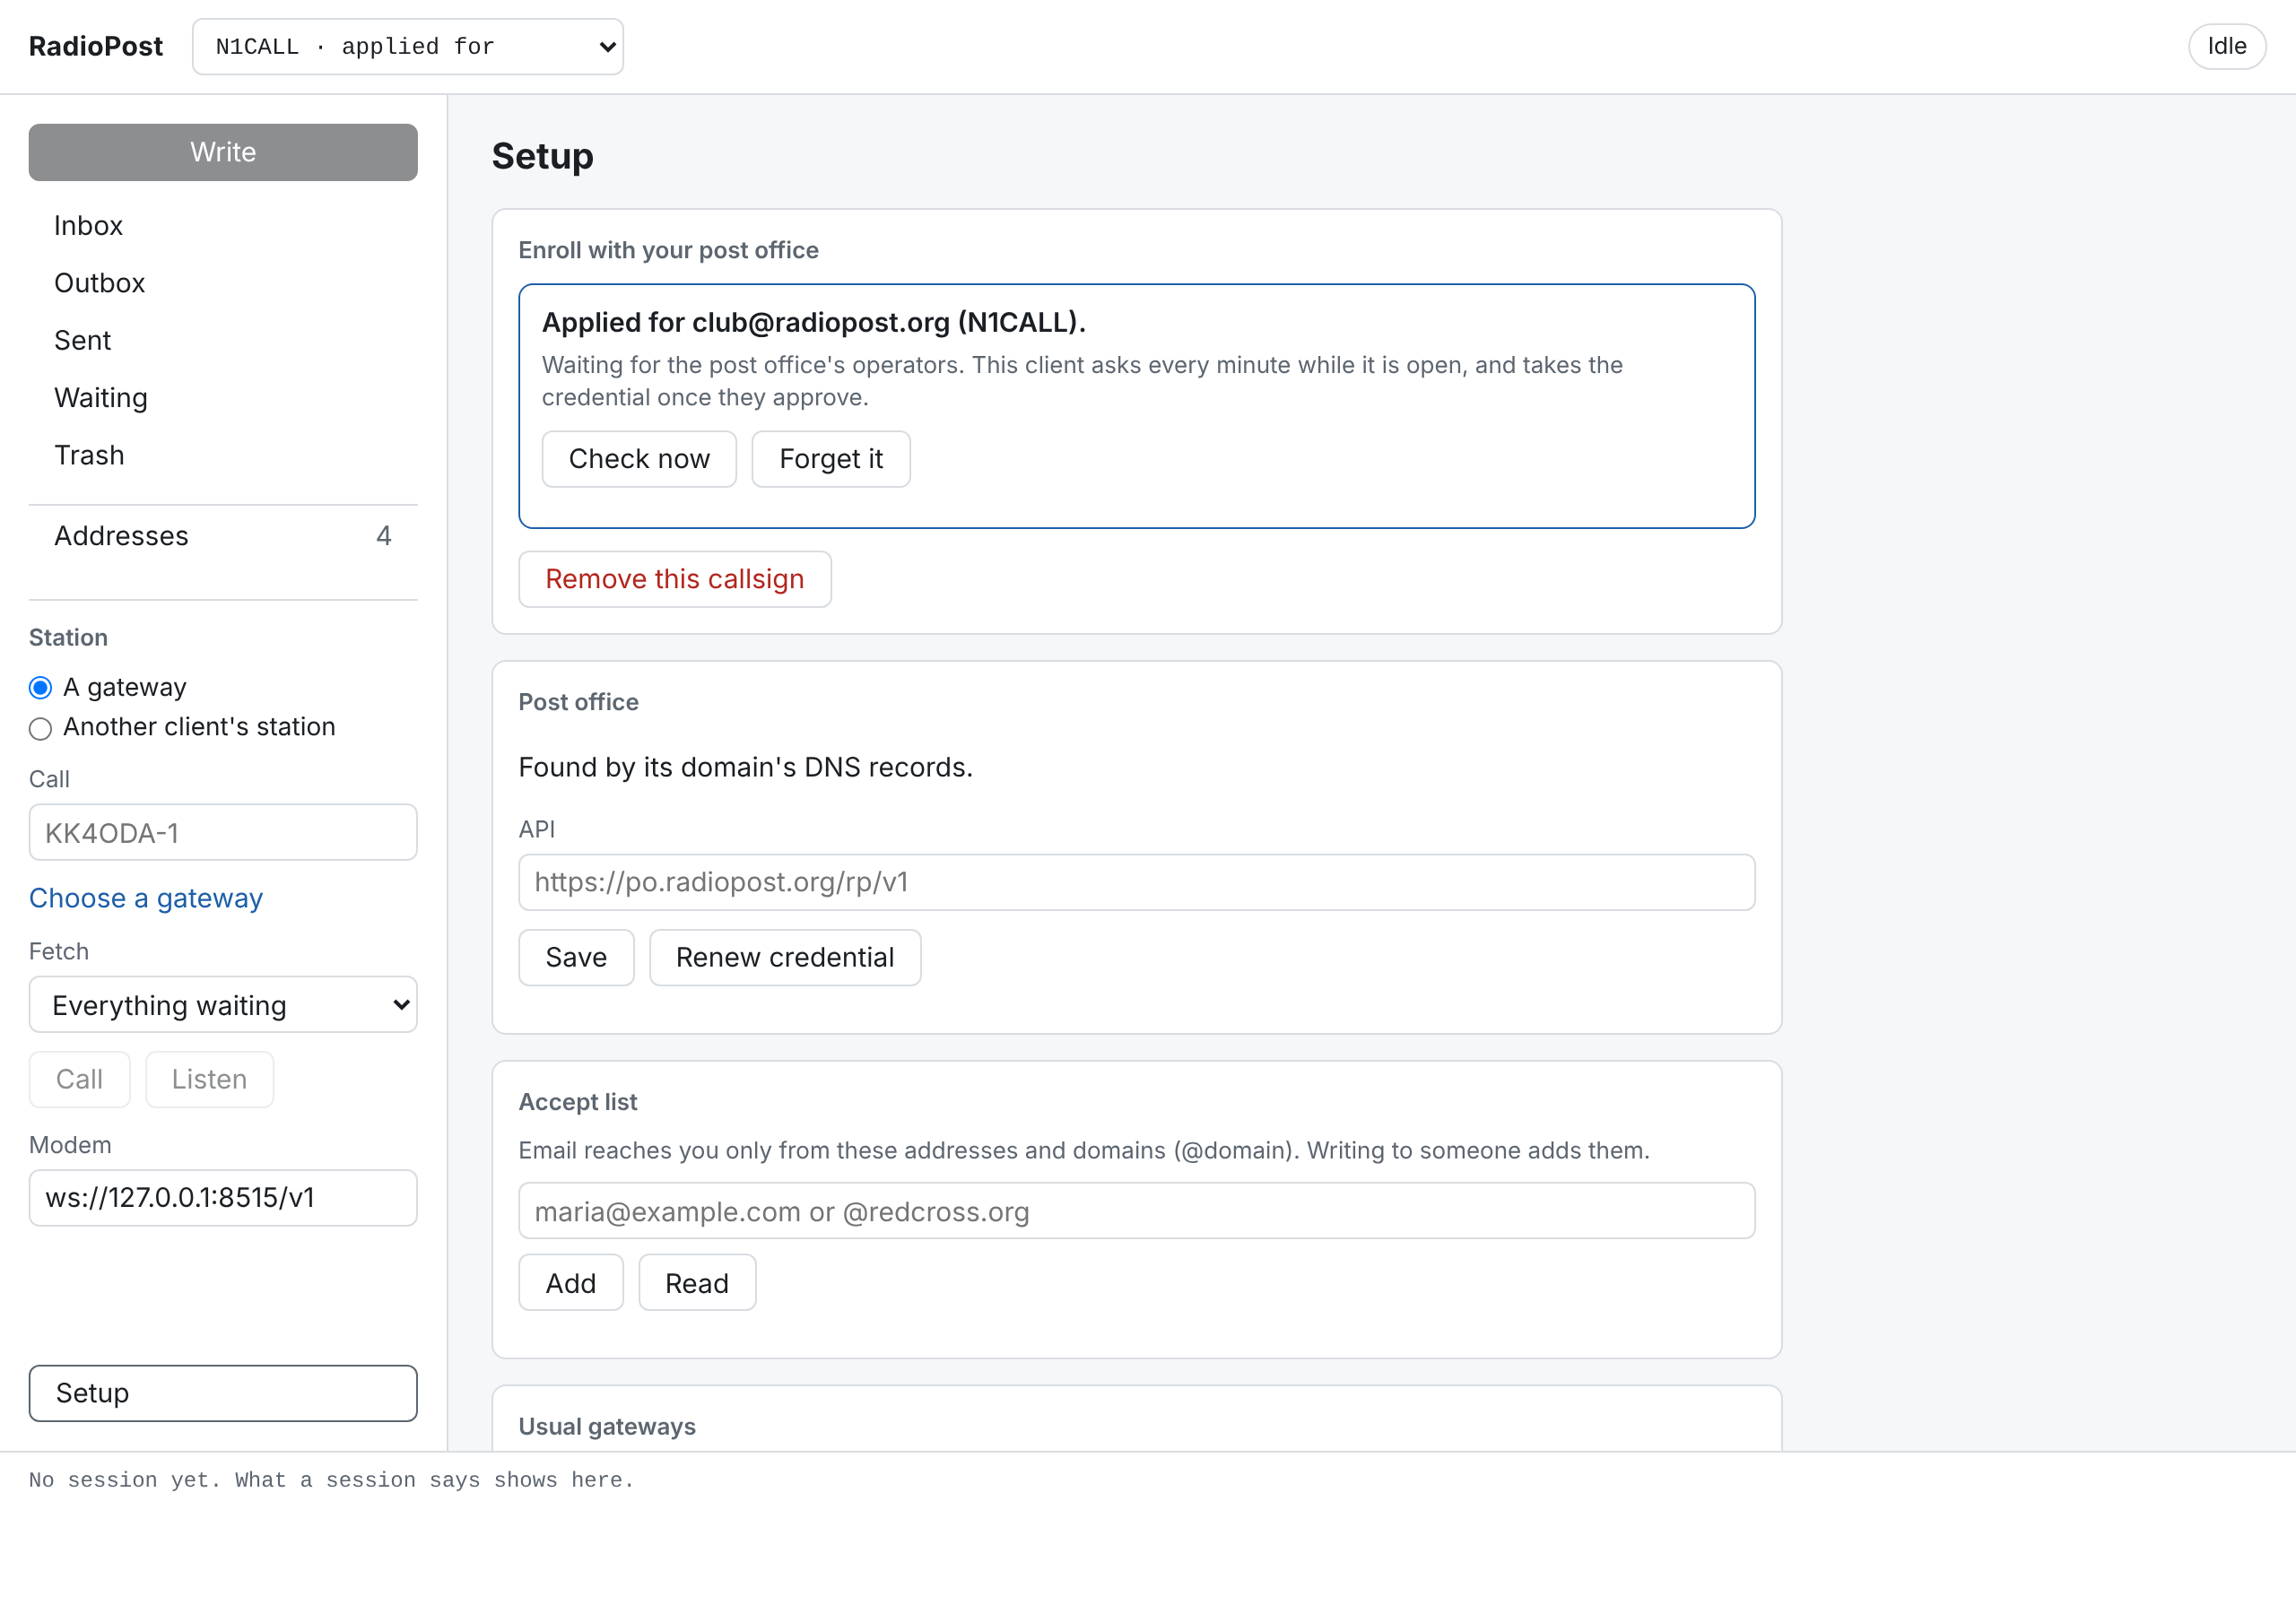 RadioPost
N1CALL · applied for
Idle
Write
Inbox
Outbox
Sent
Waiting
Trash
Addresses 4
Station
A gateway
Another client's station
Call
KK4ODA-1
Choose a gateway
Fetch
Everything waiting
Call Listen
Modem
ws://127.0.0.1:8515/v1
Setup
Setup
Enroll with your post office
Applied for club@radiopost.org (N1CALL).
Waiting for the post office's operators. This client asks every minute while it is open, and takes the
credential once they approve.
Check now Forget it
Remove this callsign
Post office
Found by its domain's DNS records.
API
https://po.radiopost.org/rp/v1
Save Renew credential
Accept list
Email reaches you only from these addresses and domains (@domain). Writing to someone adds them.
maria@example.com or @redcross.org
Add Read
Usual gateways
No session yet. What a session says shows here.